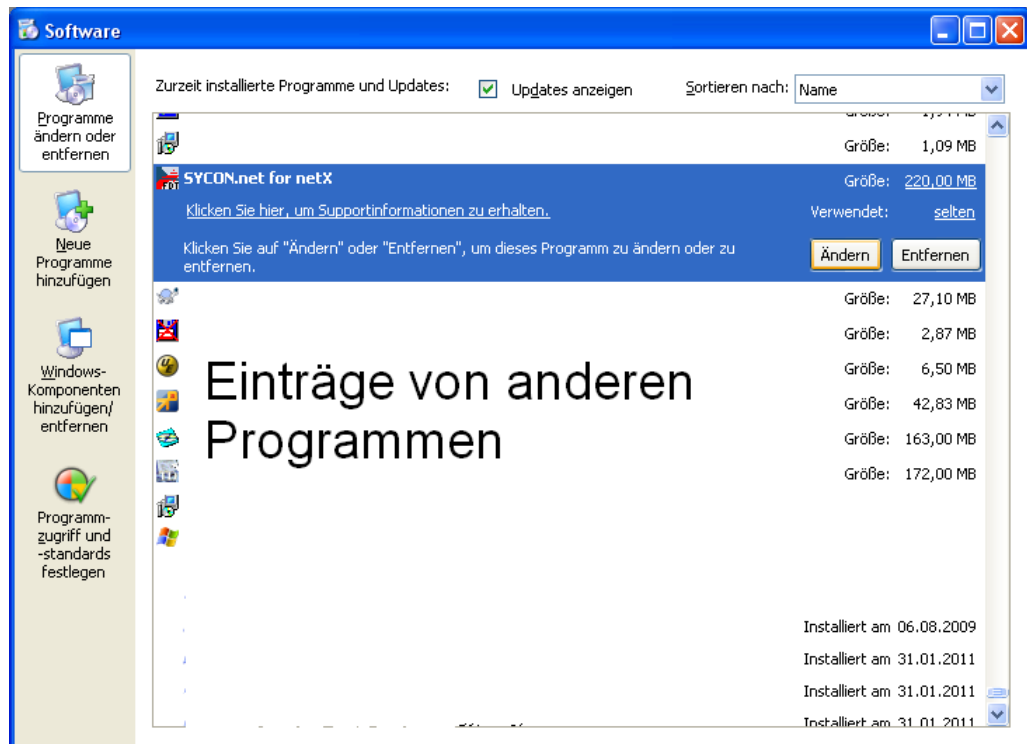 Software
Programme
ändern oder
entfernen
Neue
Programme
hinzufügen
Windows-
Komponenten
hinzufügen/
entfernen
Programm-
zugriff und
-standards
festlegen
Zurzeit installierte Programme und Updates: Updates anzeigen Sortieren nach: Name
Größe: 1,09 MB
SYCON.net for netX Größe: 220,00 MB
Klicken Sie hier, um Supportinformationen zu erhalten. Verwendet: selten
Klicken Sie auf "Ändern" oder "Entfernen", um dieses Programm zu ändern oder zu
entfernen.
Ändern Entfernen
Größe: 27,10 MB
Größe: 2,87 MB
Größe: 6,50 MB
Größe: 42,83 MB
Größe: 163,00 MB
Größe: 172,00 MB
Einträge von anderen
Programmen
Installiert am 06.08.2009
Installiert am 31.01.2011
Installiert am 31.01.2011
Installiert am 31.01.2011